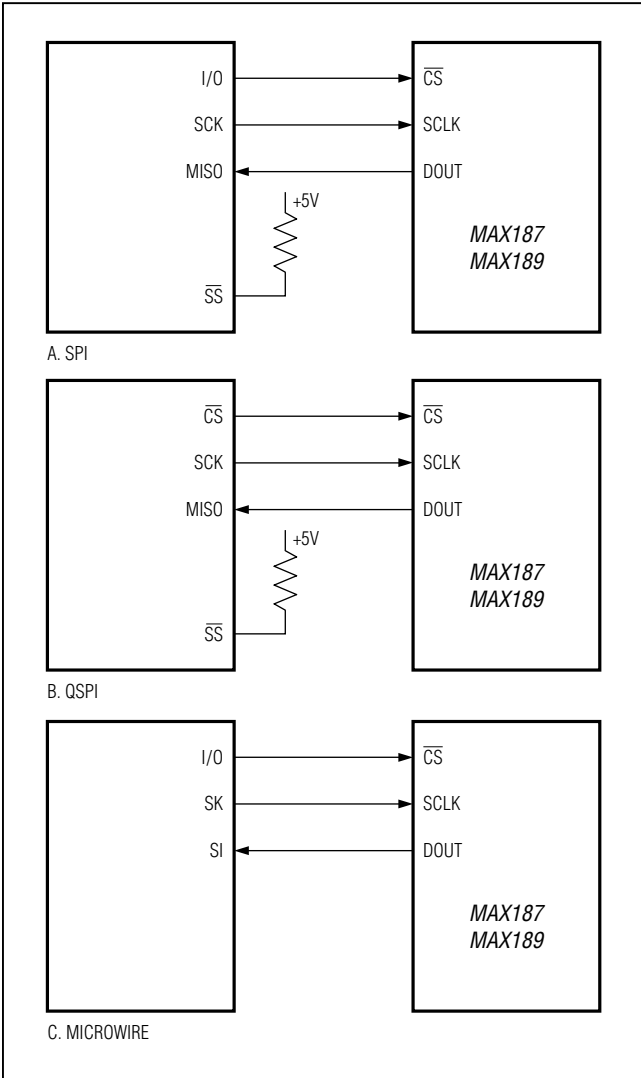 I/O CS
SCK SCLK
MISO DOUT
+5V
MAX187
MAX189
SS
A. SPI
CS CS
SCK SCLK
MISO DOUT
+5V
MAX187
MAX189
SS
B. QSPI
I/O CS
SK SCLK
SI DOUT
MAX187
MAX189
C. MICROWIRE